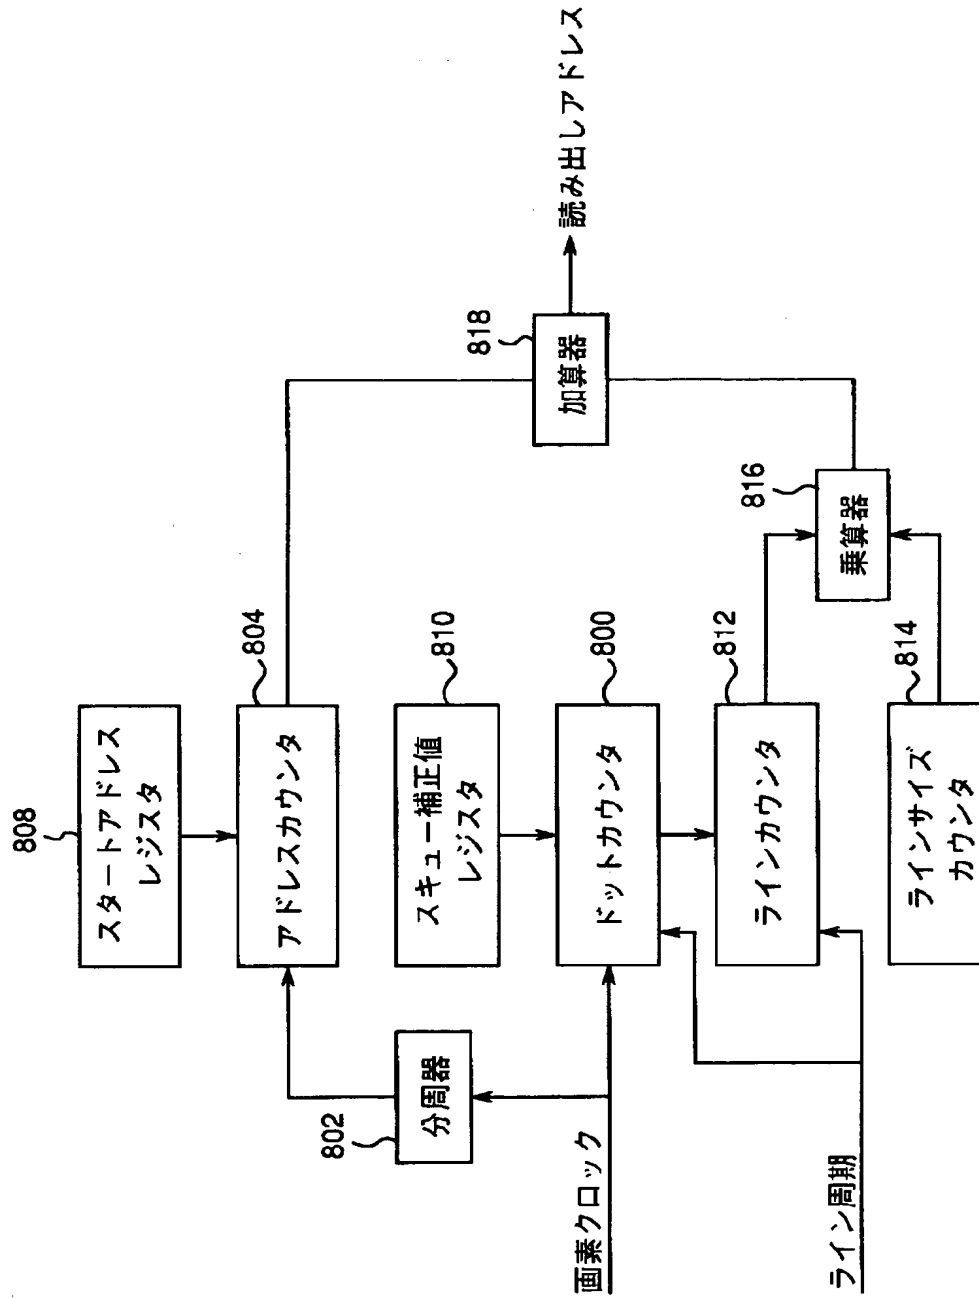 808
スタートアドレス
レジスタ
804
アドレスカウンタ
802
分周器
810
スキュー補正値
レジスタ
800
ドットカウンタ
812
ラインカウンタ
814
ラインサイズ
カウンタ
816
乗算器
818
加算器
読み出しアドレス
画素クロック
ライン周期